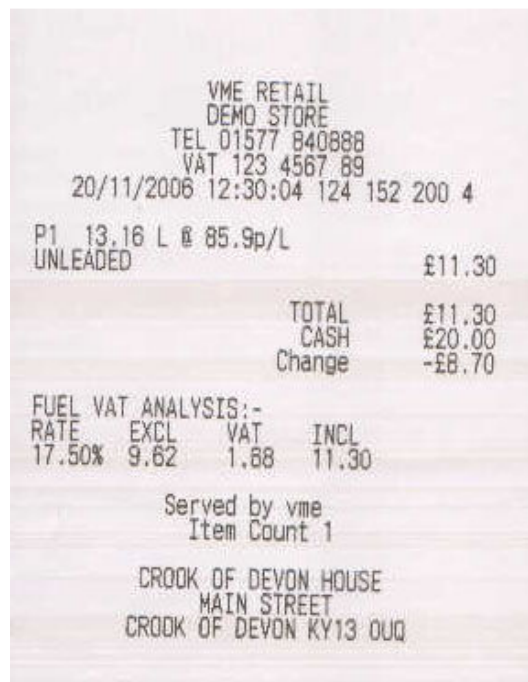 VME RETAIL
DEMO STORE
TEL 01577 840888
VAT 123 4567 89
20/11/2006 12:30:04 124 152 200 4
P1 13.16 L @ 85.9p/L
UNLEADED £11.30
TOTAL £11.30
CASH £20.00
Change -£8.70
FUEL VAT ANALYSIS:-
RATE EXCL VAT INCL
17.50% 9.62 1.68 11.30
Served by vme
Item Count 1
CROOK OF DEVON HOUSE
MAIN STREET
CROOK OF DEVON KY13 0UQ